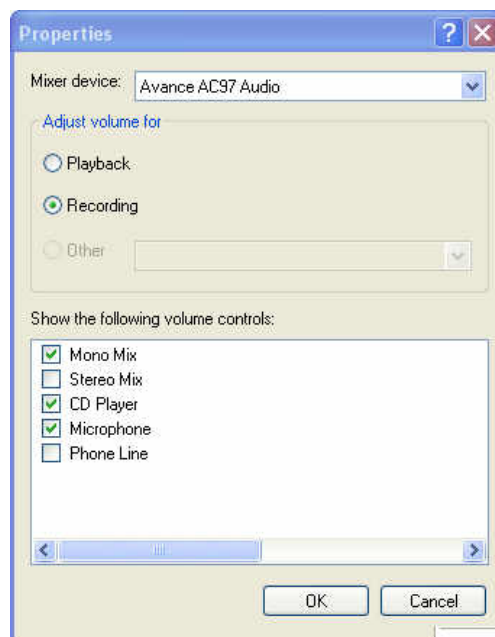 Properties
Mixer device: Avance AC97 Audio
Adjust volume for
Playback
Recording
Other
Show the following volume controls:
Mono Mix
Stereo Mix
CD Player
Microphone
Phone Line
OK Cancel